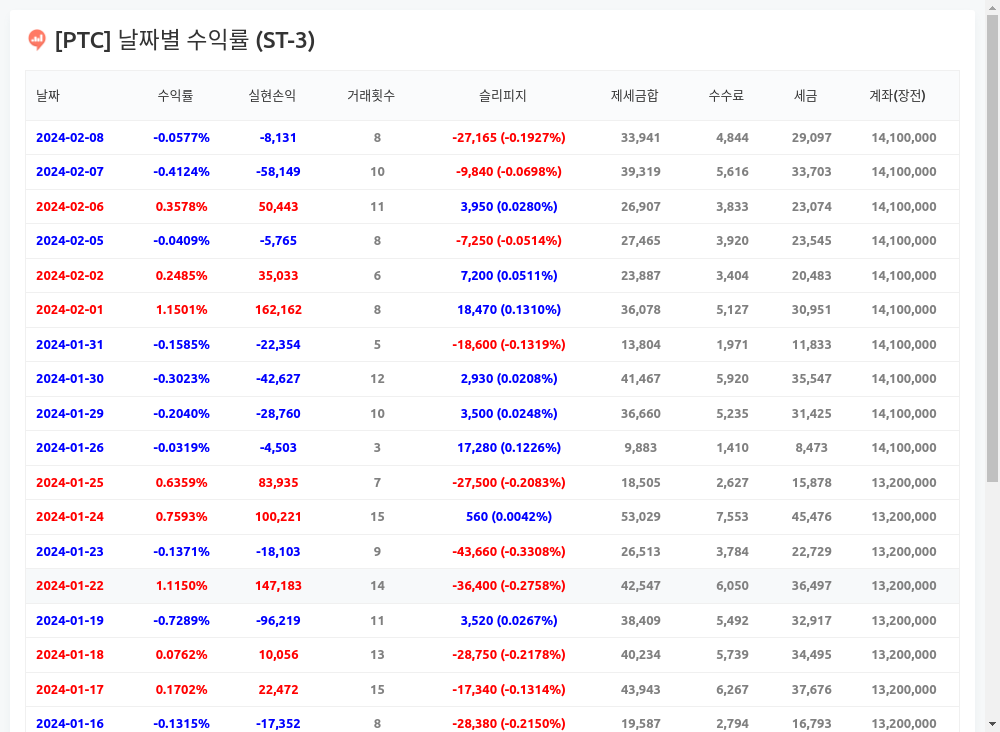 [PTC] 날짜별 수익률 (ST-3)
날짜 수익률 실현손익 거래횟수 슬리피지 제세금합 수수료 세금 계좌(장전)
2024-02-08 -0.0577% -8,131 8 -27,165 (-0.1927%) 33,941 4,844 29,097 14,100,000
2024-02-07 -0.4124% -58,149 10 -9,840 (-0.0698%) 39,319 5,616 33,703 14,100,000
2024-02-06 0.3578% 50,443 11 3,950 (0.0280%) 26,907 3,833 23,074 14,100,000
2024-02-05 -0.0409% -5,765 8 -7,250 (-0.0514%) 27,465 3,920 23,545 14,100,000
2024-02-02 0.2485% 35,033 6 7,200 (0.0511%) 23,887 3,404 20,483 14,100,000
2024-02-01 1.1501% 162,162 8 18,470 (0.1310%) 36,078 5,127 30,951 14,100,000
2024-01-31 -0.1585% -22,354 5 -18,600 (-0.1319%) 13,804 1,971 11,833 14,100,000
2024-01-30 -0.3023% -42,627 12 2,930 (0.0208%) 41,467 5,920 35,547 14,100,000
2024-01-29 -0.2040% -28,760 10 3,500 (0.0248%) 36,660 5,235 31,425 14,100,000
2024-01-26 -0.0319% -4,503 3 17,280 (0.1226%) 9,883 1,410 8,473 14,100,000
2024-01-25 0.6359% 83,935 7 -27,500 (-0.2083%) 18,505 2,627 15,878 13,200,000
2024-01-24 0.7593% 100,221 15 560 (0.0042%) 53,029 7,553 45,476 13,200,000
2024-01-23 -0.1371% -18,103 9 -43,660 (-0.3308%) 26,513 3,784 22,729 13,200,000
2024-01-22 1.1150% 147,183 14 -36,400 (-0.2758%) 42,547 6,050 36,497 13,200,000
2024-01-19 -0.7289% -96,219 11 3,520 (0.0267%) 38,409 5,492 32,917 13,200,000
2024-01-18 0.0762% 10,056 13 -28,750 (-0.2178%) 40,234 5,739 34,495 13,200,000
2024-01-17 0.1702% 22,472 15 -17,340 (-0.1314%) 43,943 6,267 37,676 13,200,000
2024-01-16 -0.1315% -17,352 8 -28,380 (-0.2150%) 19,587 2,794 16,793 13,200,000